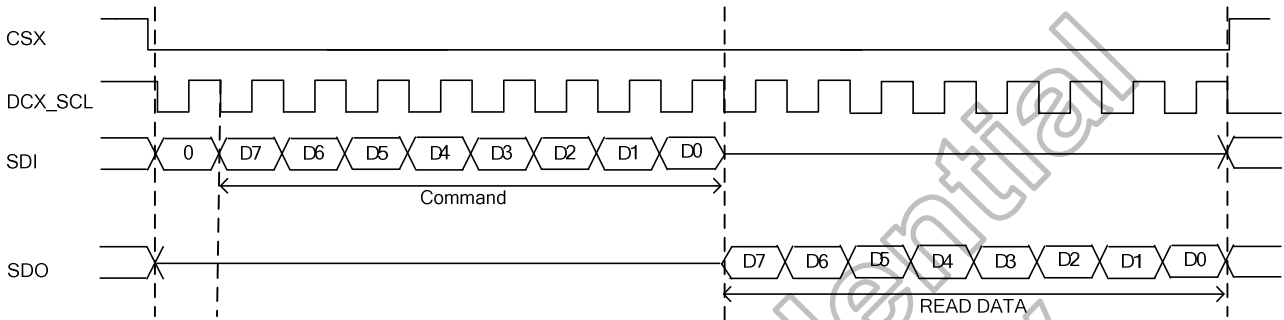 CSX
DCX_SCL
SDI
0 D7 D6 D5 D4 D3 D2 D1 D0
Command
SDO
D7 D6 D5 D4 D3 D2 D1 D0
READ DATA